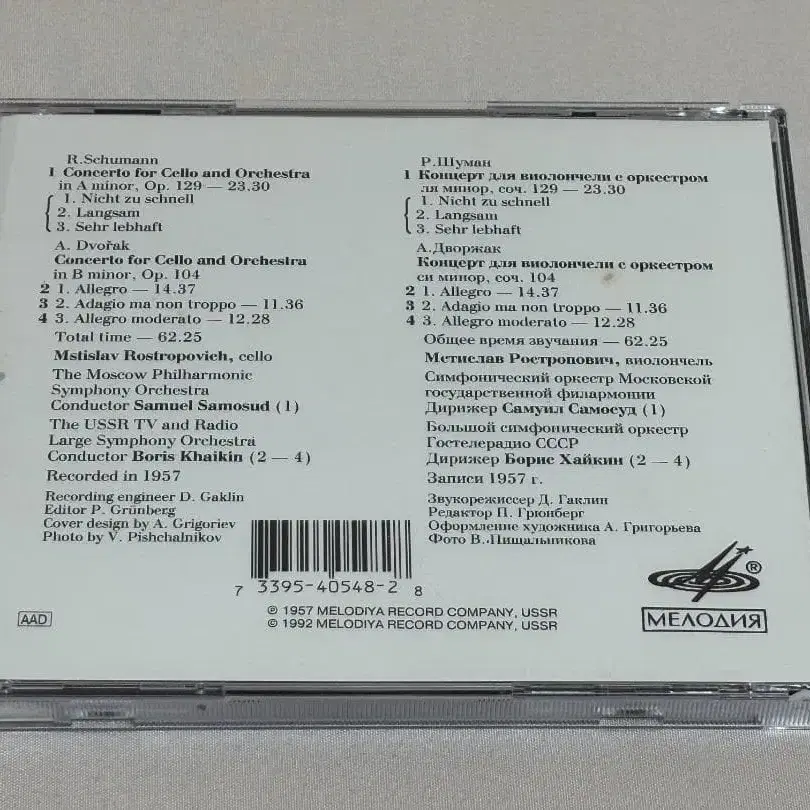 R.Schumann
1 Concerto for Cello and Orchestra
in A minor, Op. 129 — 23.30
1. Nicht zu schnell
2. Langsam
3. Sehr lebhaft
A. Dvořak
Concerto for Cello and Orchestra
in B minor, Op. 104
2 1. Allegro — 14.37
3 2. Adagio ma non troppo — 11.36
4 3. Allegro moderato — 12.28
Total time — 62.25
Mstislav Rostropovich, cello
The Moscow Philharmonic
Symphony Orchestra
Conductor Samuel Samosud (1)
The USSR TV and Radio
Large Symphony Orchestra
Conductor Boris Khaikin (2 — 4)
Recorded in 1957
Recording engineer D. Gaklin
Editor P. Grünberg
Cover design by A. Grigoriev
Photo by V. Pishchalnikov
Р.Шуман
1 Концерт для виолончели с оркестром
ля минор, соч. 129 — 23.30
1. Nicht zu schnell
2. Langsam
3. Sehr lebhaft
А.Дворжак
Концерт для виолончели с оркестром
си минор, соч. 104
2 1. Allegro — 14.37
3 2. Adagio ma non troppo — 11.36
4 3. Allegro moderato — 12.28
Общее время звучания — 62.25
Мстислав Ростропович, виолончель
Симфонический оркестр Московской
государственной филармонии
Дирижер Самуил Самосуд (1)
Большой симфонический оркестр
Гостелерадио СССР
Дирижер Борис Хайкин (2 — 4)
Записи 1957 г.
Звукорежиссер Д. Гаклин
Редактор П. Грюнберг
Оформление художника А. Григорьева
Фото В. Пищальникова
7 3395-40548-2 8
℗ 1957 MELODIYA RECORD COMPANY, USSR
© 1992 MELODIYA RECORD COMPANY, USSR
AAD
®
МЕЛОДИЯ